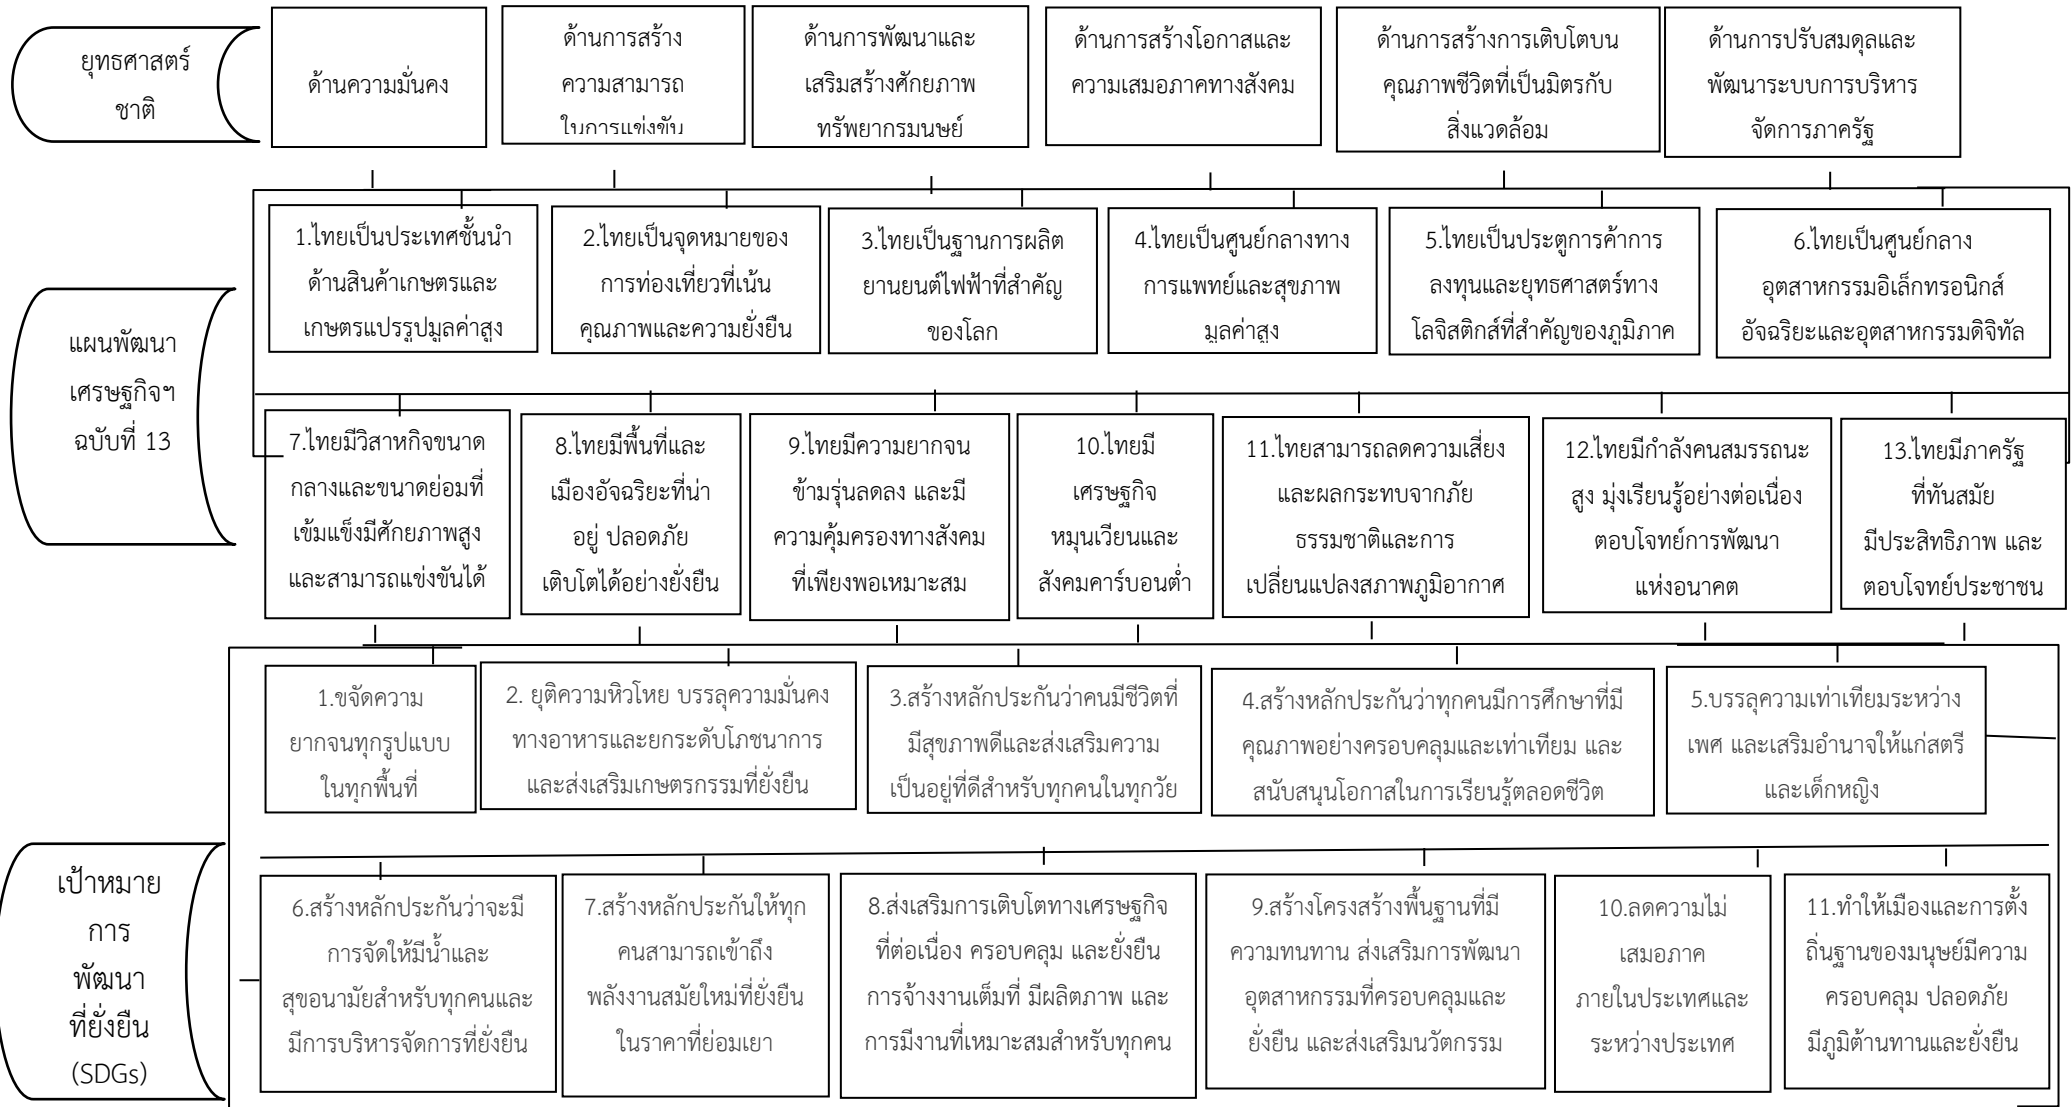 ยุทธศาสตร์
ชาติ
ด้านความมั่นคง
ด้านการสร้าง
ความสามารถ
ในการแข่งขัน
ด้านการพัฒนาและ
เสริมสร้างศักยภาพ
ทรัพยากรมนุษย์
ด้านการสร้างโอกาสและ
ความเสมอภาคทางสังคม
ด้านการสร้างการเติบโตบน
คุณภาพชีวิตที่เป็นมิตรกับ
สิ่งแวดล้อม
ด้านการปรับสมดุลและ
พัฒนาระบบการบริหาร
จัดการภาครัฐ
แผนพัฒนา
เศรษฐกิจฯ
ฉบับที่ 13
1.ไทยเป็นประเทศชั้นนำ
ด้านสินค้าเกษตรและ
เกษตรแปรรูปมูลค่าสูง
2.ไทยเป็นจุดหมายของ
การท่องเที่ยวที่เน้น
คุณภาพและความยั่งยืน
3.ไทยเป็นฐานการผลิต
ยานยนต์ไฟฟ้าที่สำคัญ
ของโลก
4.ไทยเป็นศูนย์กลางทาง
การแพทย์และสุขภาพ
มูลค่าสูง
5.ไทยเป็นประตูการค้าการ
ลงทุนและยุทธศาสตร์ทาง
โลจิสติกส์ที่สำคัญของภูมิภาค
6.ไทยเป็นศูนย์กลาง
อุตสาหกรรมอิเล็กทรอนิกส์
อัจฉริยะและอุตสาหกรรมดิจิทัล
7.ไทยมีวิสาหกิจขนาด
กลางและขนาดย่อมที่
เข้มแข็งมีศักยภาพสูง
และสามารถแข่งขันได้
8.ไทยมีพื้นที่และ
เมืองอัจฉริยะที่น่า
อยู่ ปลอดภัย
เติบโตได้อย่างยั่งยืน
9.ไทยมีความยากจน
ข้ามรุ่นลดลง และมี
ความคุ้มครองทางสังคม
ที่เพียงพอเหมาะสม
10.ไทยมี
เศรษฐกิจ
หมุนเวียนและ
สังคมคาร์บอนต่ำ
11.ไทยสามารถลดความเสี่ยง
และผลกระทบจากภัย
ธรรมชาติและการ
เปลี่ยนแปลงสภาพภูมิอากาศ
12.ไทยมีกำลังคนสมรรถนะ
สูง มุ่งเรียนรู้อย่างต่อเนื่อง
ตอบโจทย์การพัฒนา
แห่งอนาคต
13.ไทยมีภาครัฐ
ที่ทันสมัย
มีประสิทธิภาพ และ
ตอบโจทย์ประชาชน
เป้าหมาย
การ
พัฒนา
ที่ยั่งยืน
(SDGs)
1.ขจัดความ
ยากจนทุกรูปแบบ
ในทุกพื้นที่
2. ยุติความหิวโหย บรรลุความมั่นคง
ทางอาหารและยกระดับโภชนาการ
และส่งเสริมเกษตรกรรมที่ยั่งยืน
3.สร้างหลักประกันว่าคนมีชีวิตที่
มีสุขภาพดีและส่งเสริมความ
เป็นอยู่ที่ดีสำหรับทุกคนในทุกวัย
4.สร้างหลักประกันว่าทุกคนมีการศึกษาที่มี
คุณภาพอย่างครอบคลุมและเท่าเทียม และ
สนับสนุนโอกาสในการเรียนรู้ตลอดชีวิต
5.บรรลุความเท่าเทียมระหว่าง
เพศ และเสริมอำนาจให้แก่สตรี
และเด็กหญิง
6.สร้างหลักประกันว่าจะมี
การจัดให้มีน้ำและ
สุขอนามัยสำหรับทุกคนและ
มีการบริหารจัดการที่ยั่งยืน
7.สร้างหลักประกันให้ทุก
คนสามารถเข้าถึง
พลังงานสมัยใหม่ที่ยั่งยืน
ในราคาที่ย่อมเยา
8.ส่งเสริมการเติบโตทางเศรษฐกิจ
ที่ต่อเนื่อง ครอบคลุม และยั่งยืน
การจ้างงานเต็มที่ มีผลิตภาพ และ
การมีงานที่เหมาะสมสำหรับทุกคน
9.สร้างโครงสร้างพื้นฐานที่มี
ความทนทาน ส่งเสริมการพัฒนา
อุตสาหกรรมที่ครอบคลุมและ
ยั่งยืน และส่งเสริมนวัตกรรม
10.ลดความไม่
เสมอภาค
ภายในประเทศและ
ระหว่างประเทศ
11.ทำให้เมืองและการตั้ง
ถิ่นฐานของมนุษย์มีความ
ครอบคลุม ปลอดภัย
มีภูมิต้านทานและยั่งยืน